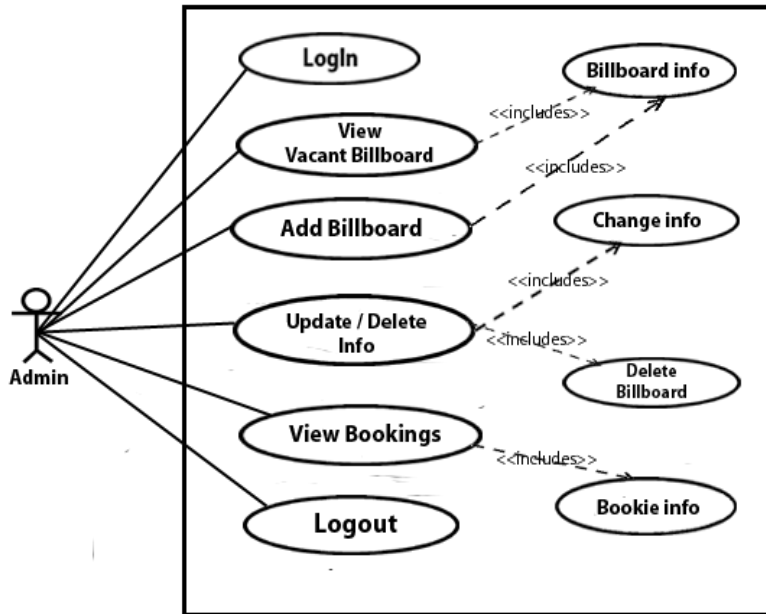 LogIn
Billboard info
<<includes>>
View
Vacant Billboard
<<includes>>
Add Billboard
Change info
<<includes>>
Update / Delete
Info
<<includes>>
Admin
Delete
Billboard
View Bookings
<<includes>>
Bookie info
Logout